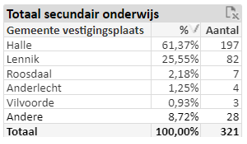 Totaal secundair onderwijs
Gemeente vestigingsplaats % Aantal
Halle 61,37% 197
Lennik 25,55% 82
Roosdaal 2,18% 7
Anderlecht 1,25% 4
Vilvoorde 0,93% 3
Andere 8,72% 28
Totaal 100,00% 321